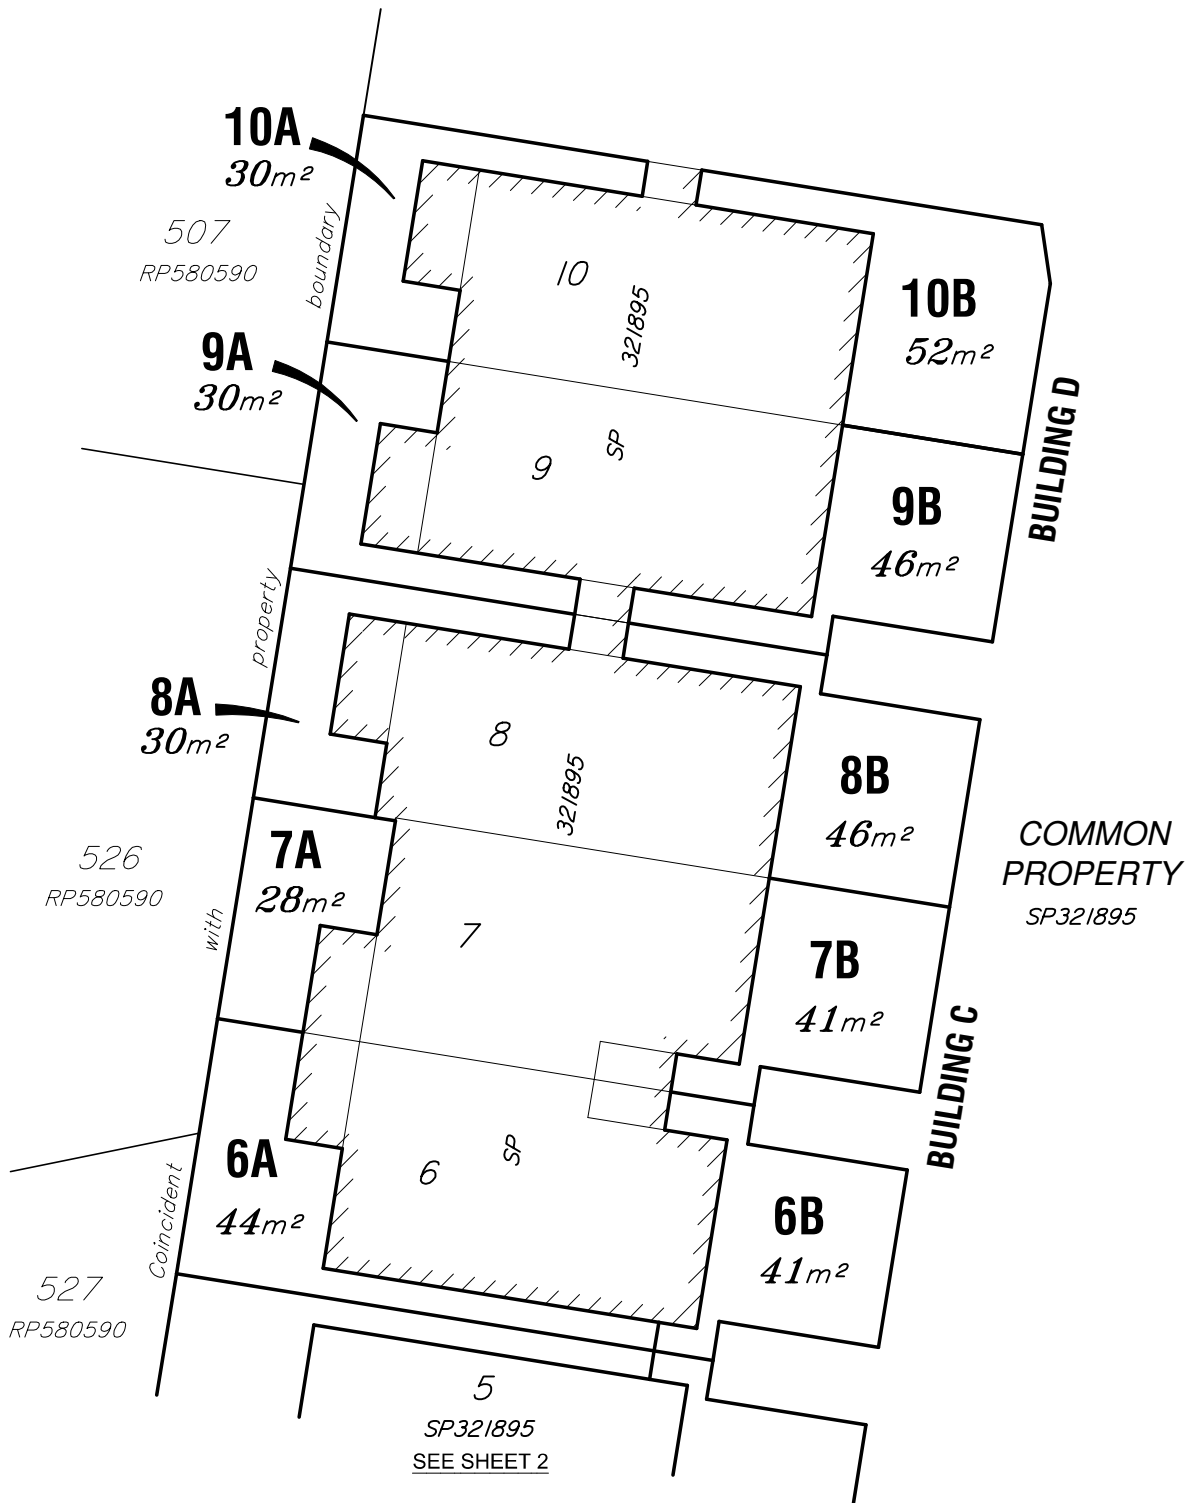 10A
30m²
507
RP580590
boundary
10
321895
10B
52m²
9A
30m²
9
SP
9B
46m²
BUILDING D
property
8A
30m²
8
321895
8B
46m²
COMMON
PROPERTY
SP321895
526
RP580590
7A
28m²
with
7
7B
41m²
BUILDING C
6A
44m²
Coincident
6
SP
6B
41m²
527
RP580590
5
SP321895
SEE SHEET 2